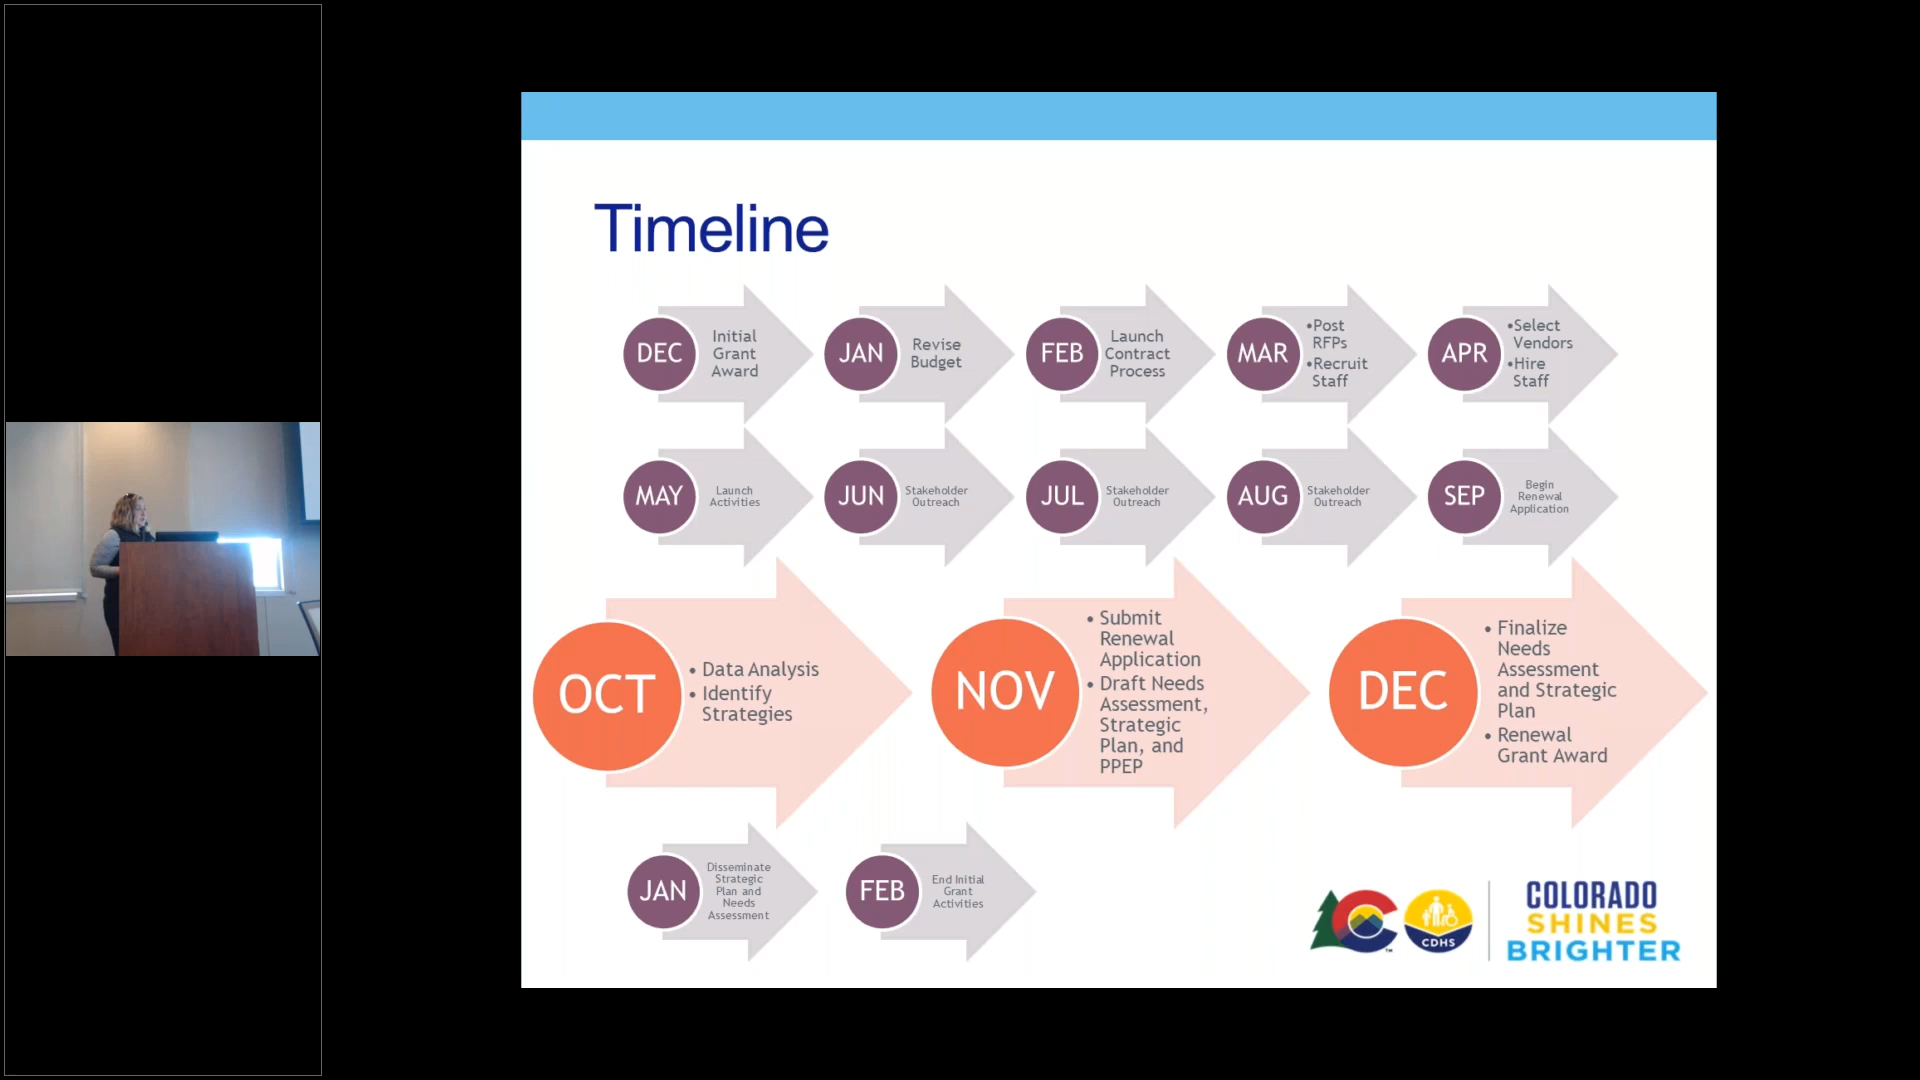 Timeline
DEC
Initial
Grant
Award
JAN
Revise
Budget
FEB
Launch
Contract
Process
MAR
•Post
RFPs
•Recruit
Staff
APR
•Select
Vendors
•Hire
Staff
MAY
Launch
Activities
JUN
Stakeholder
Outreach
JUL
Stakeholder
Outreach
AUG
Stakeholder
Outreach
SEP
Begin
Renewal
Application
OCT
• Data Analysis
• Identify
Strategies
NOV
• Submit
Renewal
Application
• Draft Needs
Assessment,
Strategic
Plan, and
PPEP
DEC
• Finalize
Needs
Assessment
and Strategic
Plan
• Renewal
Grant Award
JAN
Disseminate
Strategic
Plan and
Needs
Assessment
FEB
End Initial
Grant
Activities
TM
CDHS
COLORADO
SHINES
BRIGHTER